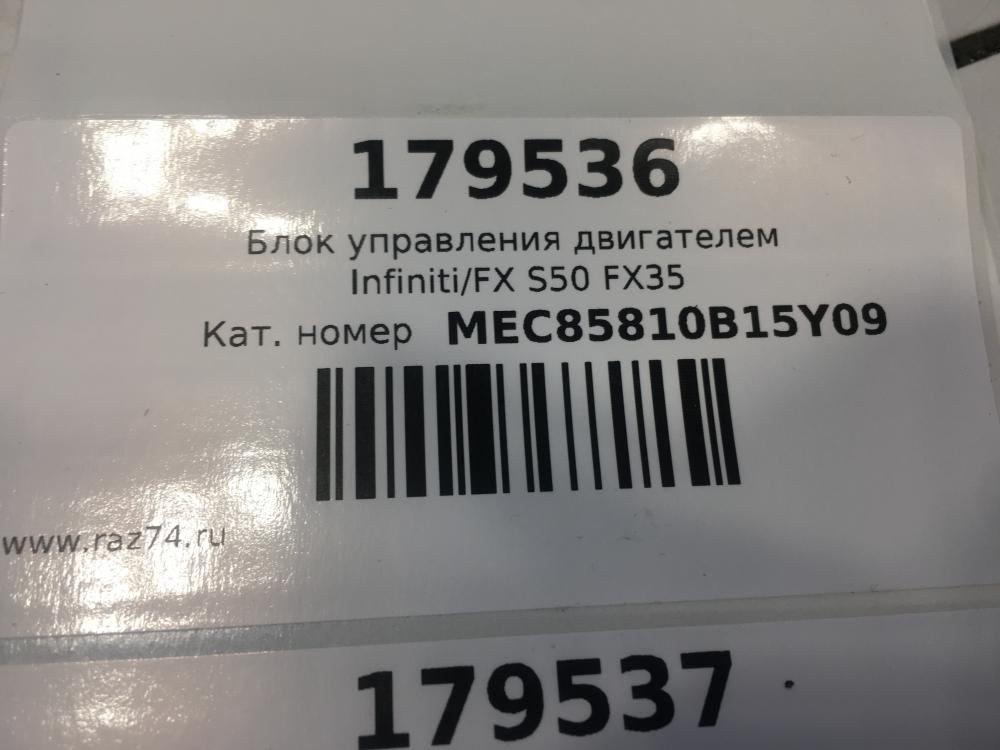 179536
Блок управления двигателем
Infiniti/FX S50 FX35
Кат. номер MEC85810B15Y09
www.raz74.ru
179537